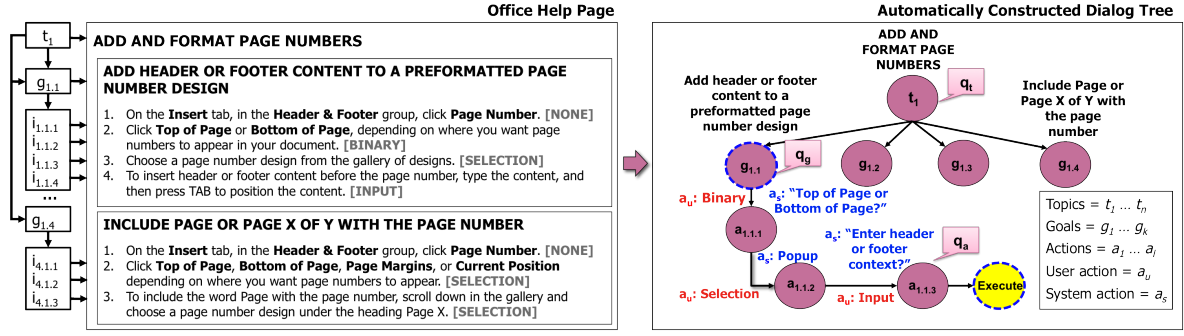 Office Help Page
t1
ADD AND FORMAT PAGE NUMBERS
g1.1
ADD HEADER OR FOOTER CONTENT TO A PREFORMATTED PAGE
NUMBER DESIGN
i1.1.1
i1.1.2
i1.1.3
i1.1.4
1. On the Insert tab, in the Header & Footer group, click Page Number. [NONE]
2. Click Top of Page or Bottom of Page, depending on where you want page
numbers to appear in your document. [BINARY]
3. Choose a page number design from the gallery of designs. [SELECTION]
4. To insert header or footer content before the page number, type the content, and
then press TAB to position the content. [INPUT]
...
g1.4
INCLUDE PAGE OR PAGE X OF Y WITH THE PAGE NUMBER
i4.1.1
i4.1.2
i4.1.3
1. On the Insert tab, in the Header & Footer group, click Page Number. [NONE]
2. Click Top of Page, Bottom of Page, Page Margins, or Current Position
depending on where you want page numbers to appear. [SELECTION]
3. To include the word Page with the page number, scroll down in the gallery and
choose a page number design under the heading Page X. [SELECTION]
Automatically Constructed Dialog Tree
ADD AND
FORMAT PAGE
NUMBERS
t1
qt
Add header or footer
content to a
preformatted page
number design
Include Page or
Page X of Y with
the page
number
g1.1
qg
g1.2
g1.3
g1.4
au: Binary
as: “Top of Page or
Bottom of Page?”
a1.1.1
as: Popup
au: Selection
a1.1.2
au: Input
as: “Enter header
or footer
context?”
qa
a1.1.3
Execute
Topics = t1 ... tn
Goals = g1 ... gk
Actions = a1 ... al
User action = au
System action = as